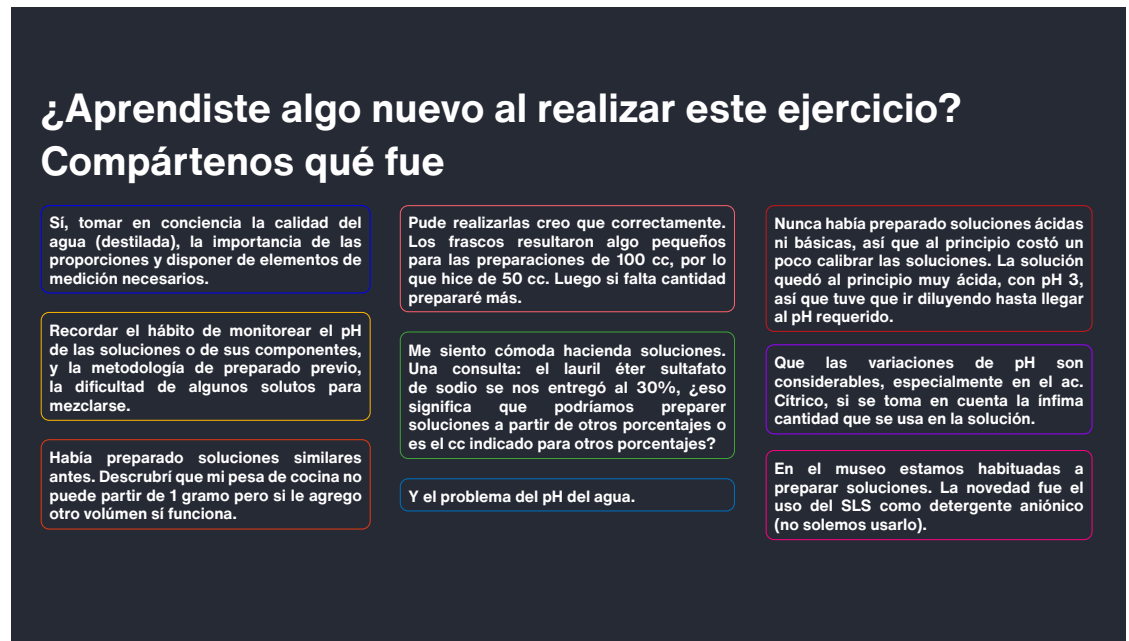 ¿Aprendiste algo nuevo al realizar este ejercicio?
Compártenos qué fue
Sí, tomar en conciencia la calidad del
agua (destilada), la importancia de las
proporciones y disponer de elementos de
medición necesarios.
Recordar el hábito de monitorear el pH
de las soluciones o de sus componentes,
y la metodología de preparado previo,
la dificultad de algunos solutos para
mezclarse.
Había preparado soluciones similares
antes. Descrubrí que mi pesa de cocina no
puede partir de 1 gramo pero si le agrego
otro volúmen sí funciona.
Pude realizarlas creo que correctamente.
Los frascos resultaron algo pequeños
para las preparaciones de 100 cc, por lo
que hice de 50 cc. Luego si falta cantidad
prepararé más.
Me siento cómoda hacienda soluciones.
Una consulta: el lauril éter sultafato
de sodio se nos entregó al 30%, ¿eso
significa que podríamos preparer
soluciones a partir de otros porcentajes o
es el cc indicado para otros porcentajes?
Y el problema del pH del agua.
Nunca había preparado soluciones ácidas
ni básicas, así que al principio costó un
poco calibrar las soluciones. La solución
quedó al principio muy ácida, con pH 3,
así que tuve que ir diluyendo hasta llegar
al pH requerido.
Que las variaciones de pH son
considerables, especialmente en el ac.
Cítrico, si se toma en cuenta la ínfima
cantidad que se usa en la solución.
En el museo estamos habituadas a
preparar soluciones. La novedad fue el
uso del SLS como detergente aniónico
(no solemos usarlo).